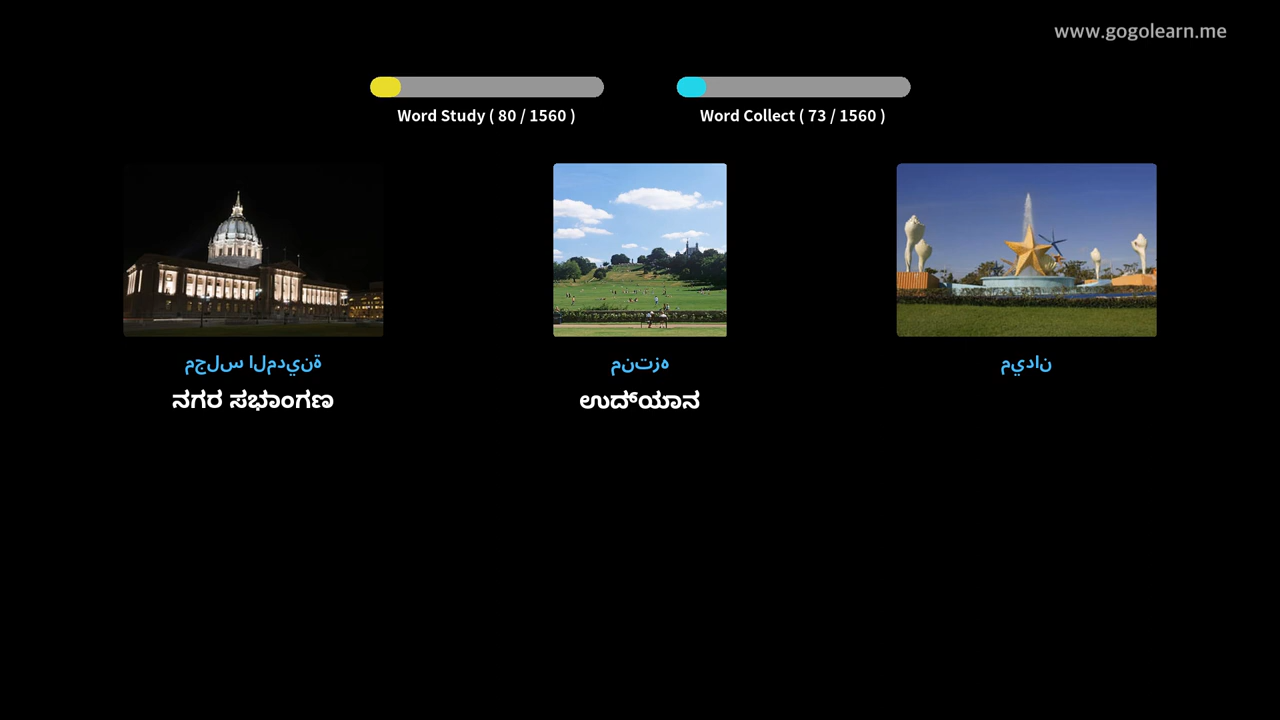 www.gogolearn.me
Word Study ( 80 / 1560 )
Word Collect ( 73 / 1560 )
مجلس المدينة
ನಗರ ಸಭಾಂಗಣ
منتزه
ಉದ್‌ಯಾನ
ميدان